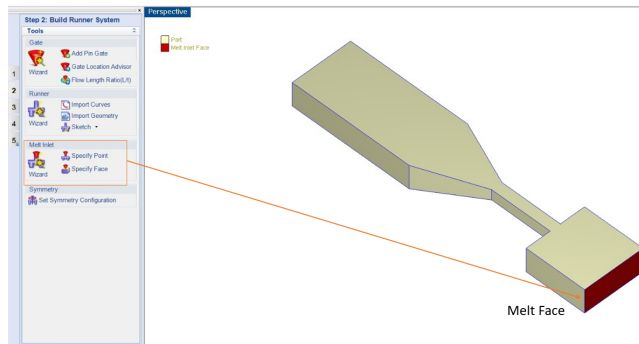 Step 2: Build Runner System
Tools
Gate
Wizard
Add Pin Gate
Gate Location Advisor
Flow Length Ratio(L/t)
Runner
Wizard
Import Curves
Import Geometry
Sketch
Melt Inlet
Wizard
Specify Point
Specify Face
Symmetry
Set Symmetry Configuration
1
2
3
4
5
Perspective
Part
Melt Inlet Face
Melt Face